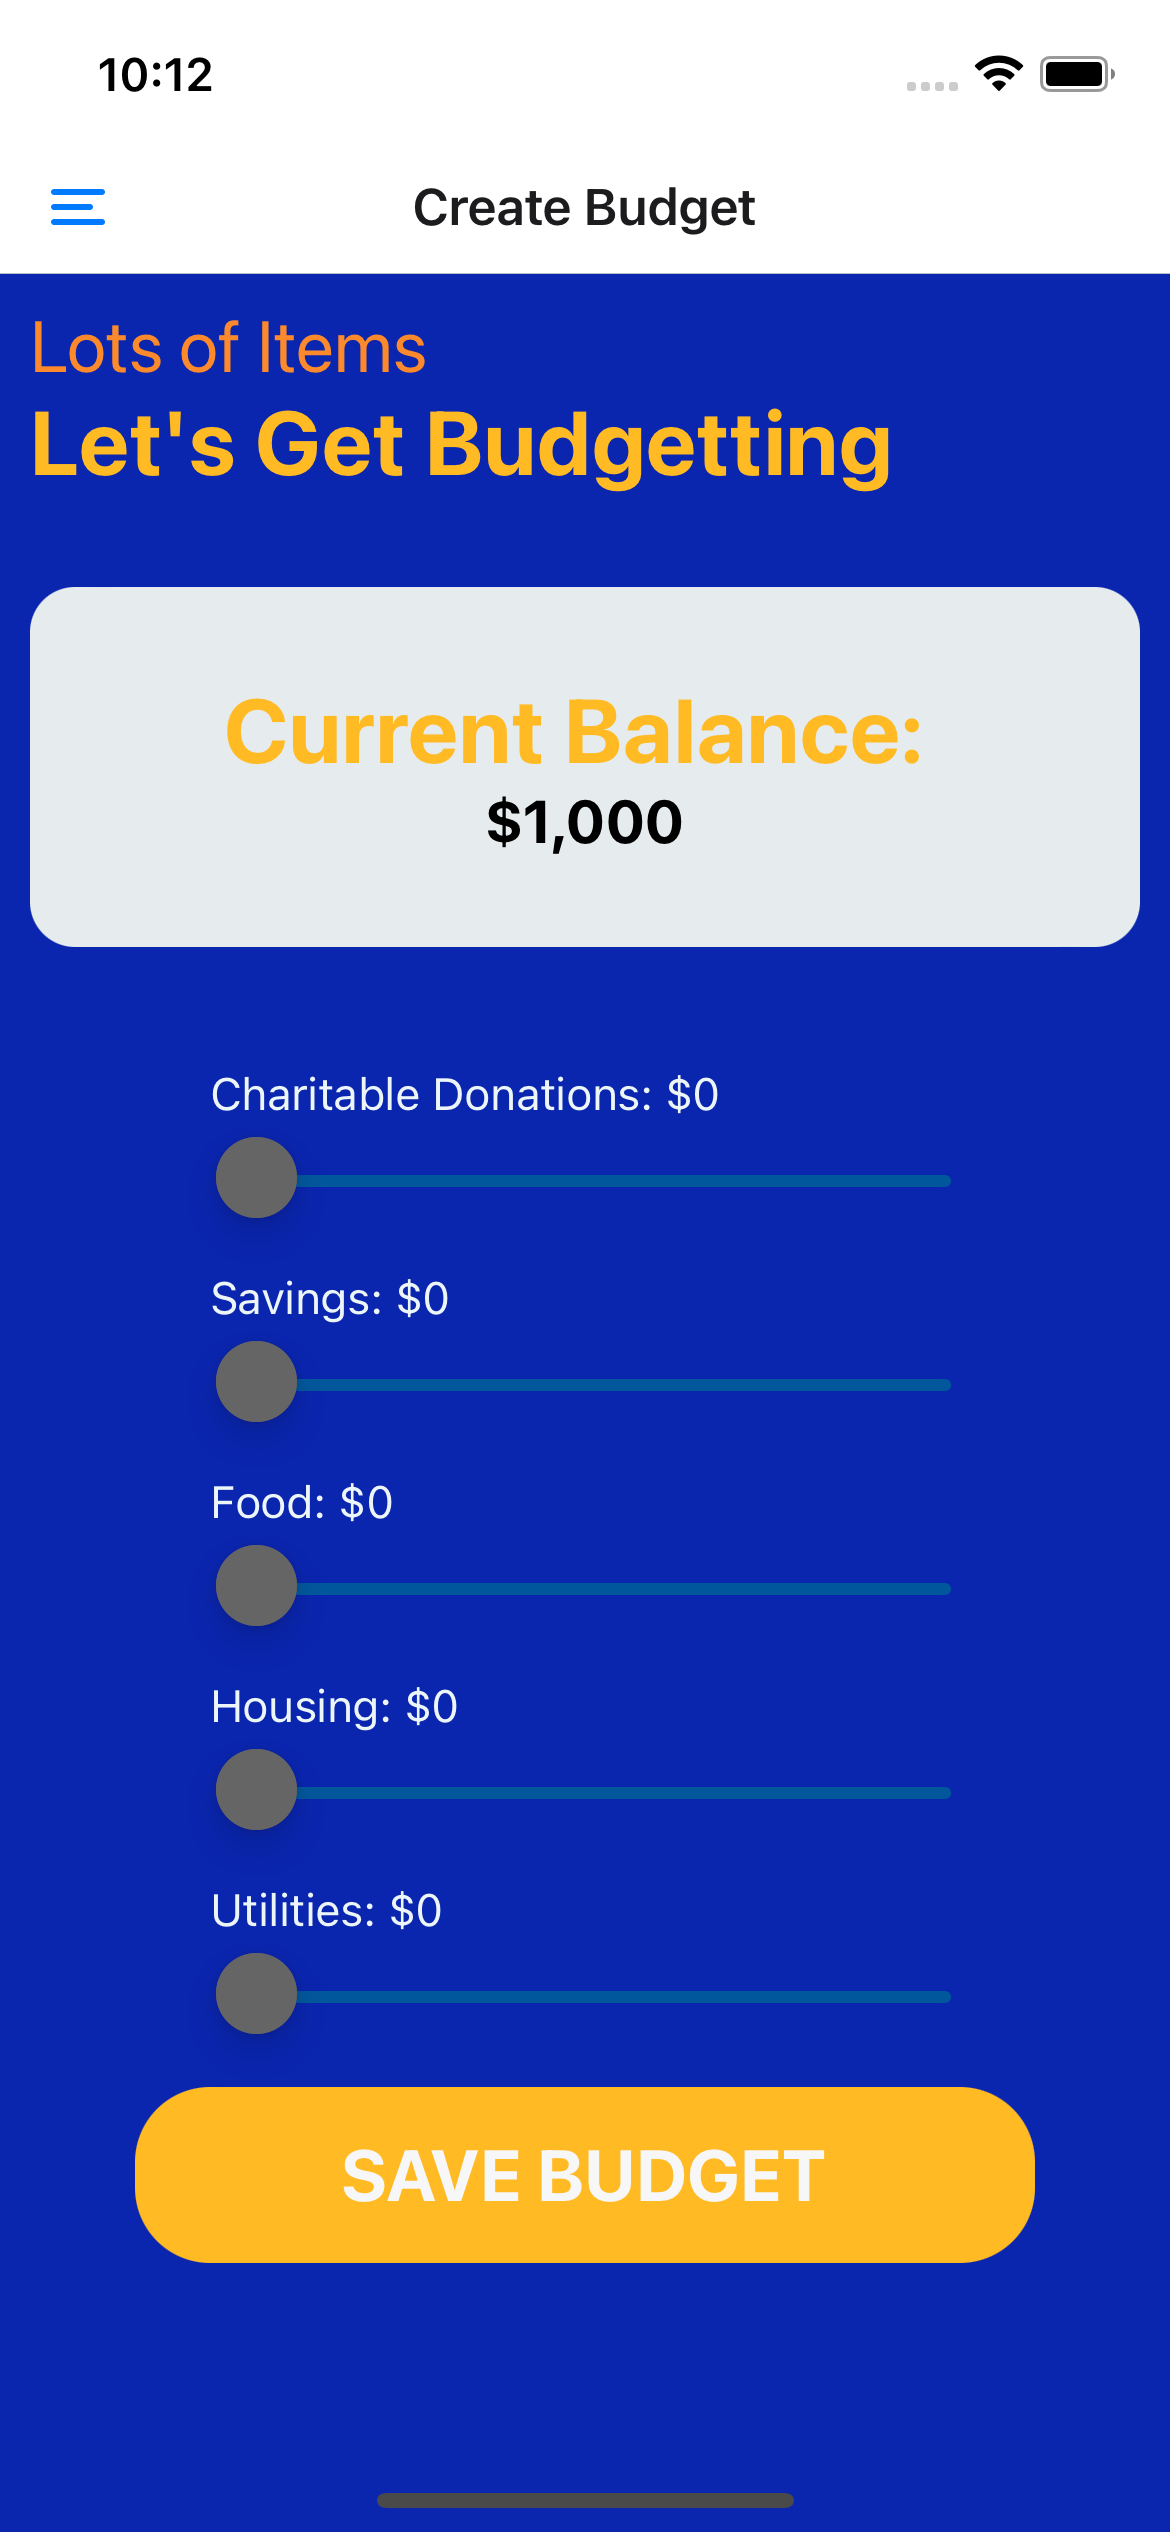 10:12
Create Budget
Lots of Items
Let's Get Budgetting
Current Balance:
$1,000
Charitable Donations: $0
Savings: $0
Food: $0
Housing: $0
Utilities: $0
SAVE BUDGET